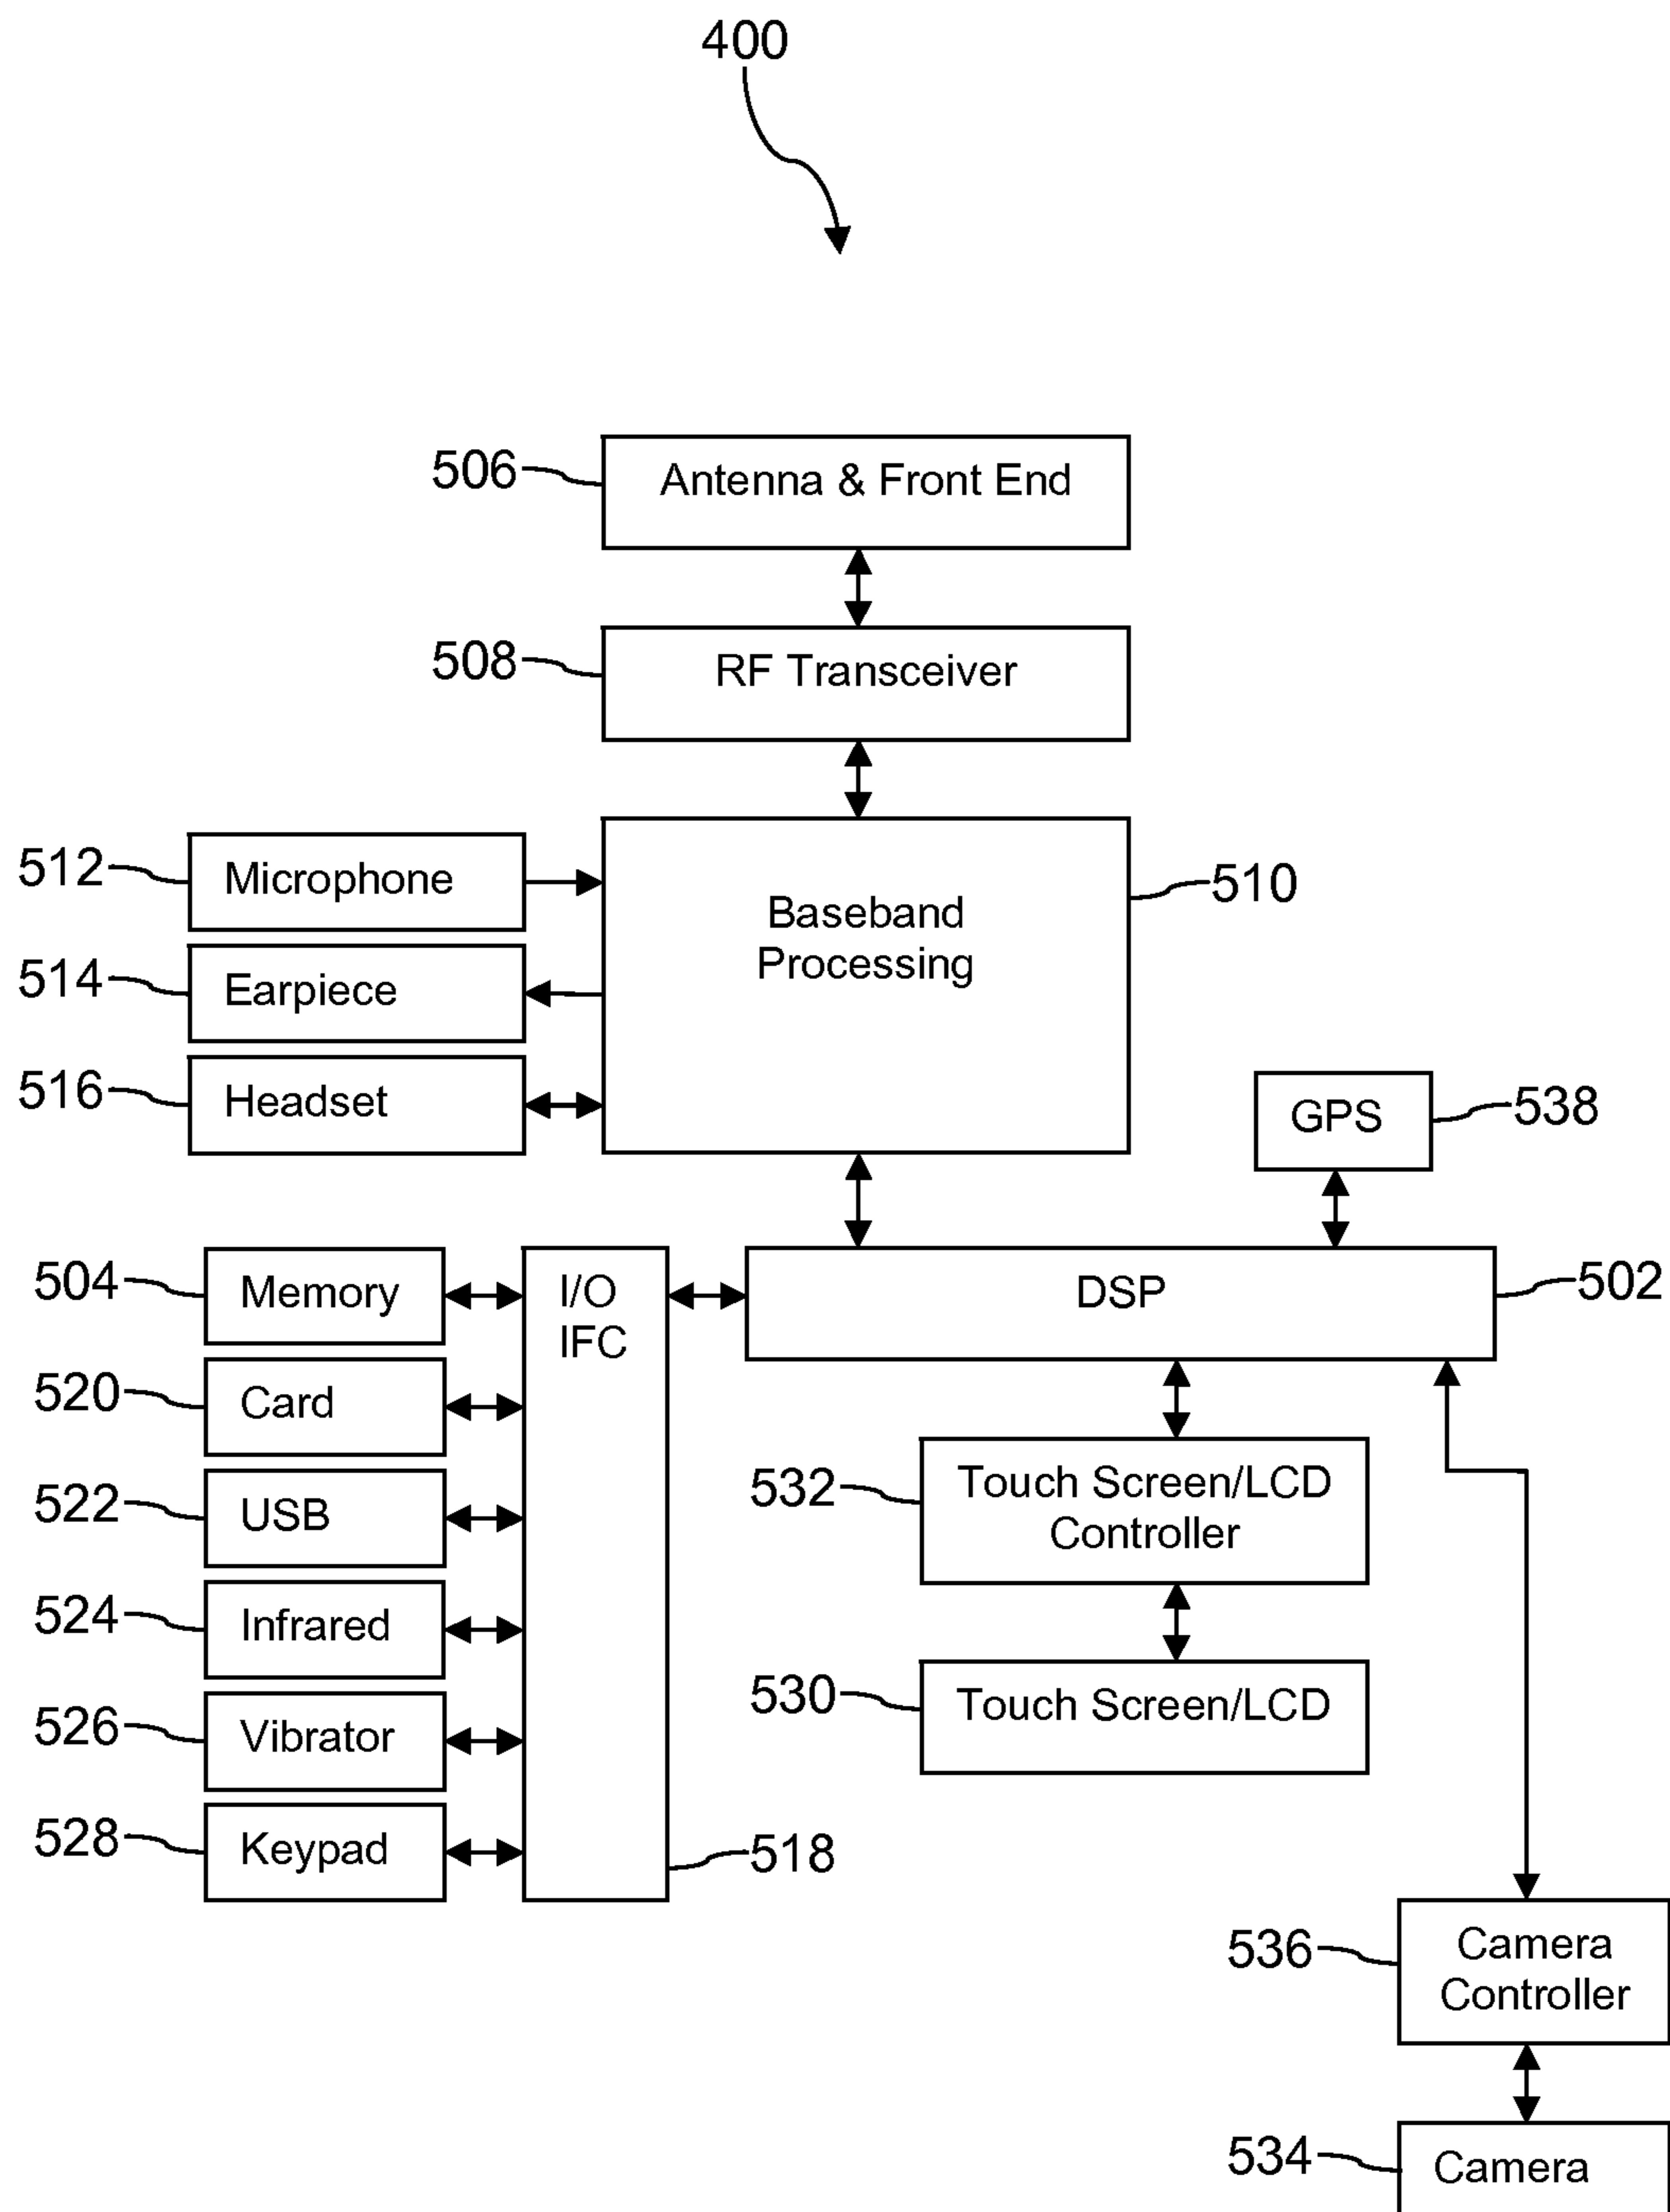 400
506
Antenna & Front End
508
RF Transceiver
512
Microphone
Baseband
Processing
510
514
Earpiece
516
Headset
GPS
538
504
Memory
I/O
IFC
DSP
502
520
Card
522
USB
532
Touch Screen/LCD
Controller
524
Infrared
526
Vibrator
530
Touch Screen/LCD
528
Keypad
518
536
Camera
Controller
534
Camera